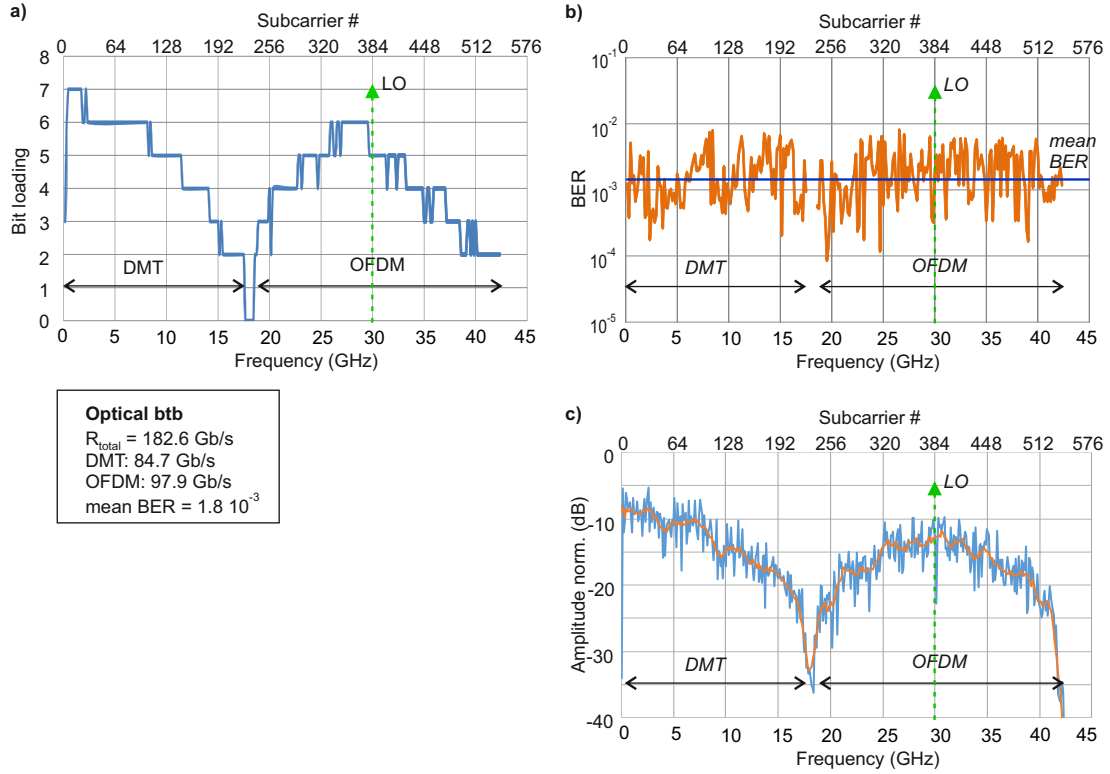 a)
Subcarrier #
0 64 128 192 256 320 384 448 512 576
8
7
6
5
4
3
2
1
0
Bit loading
LO
DMT
OFDM
0 5 10 15 20 25 30 35 40 45
Frequency (GHz)
Optical btb
R_total = 182.6 Gb/s
DMT: 84.7 Gb/s
OFDM: 97.9 Gb/s
mean BER = 1.8 10^-3
b)
Subcarrier #
0 64 128 192 256 320 384 448 512 576
10^-1
10^-2
10^-3
10^-4
10^-5
BER
LO
mean
BER
DMT
OFDM
0 5 10 15 20 25 30 35 40 45
Frequency (GHz)
c)
Subcarrier #
0 64 128 192 256 320 384 448 512 576
0
-10
-20
-30
-40
Amplitude norm. (dB)
LO
DMT
OFDM
0 5 10 15 20 25 30 35 40 45
Frequency (GHz)